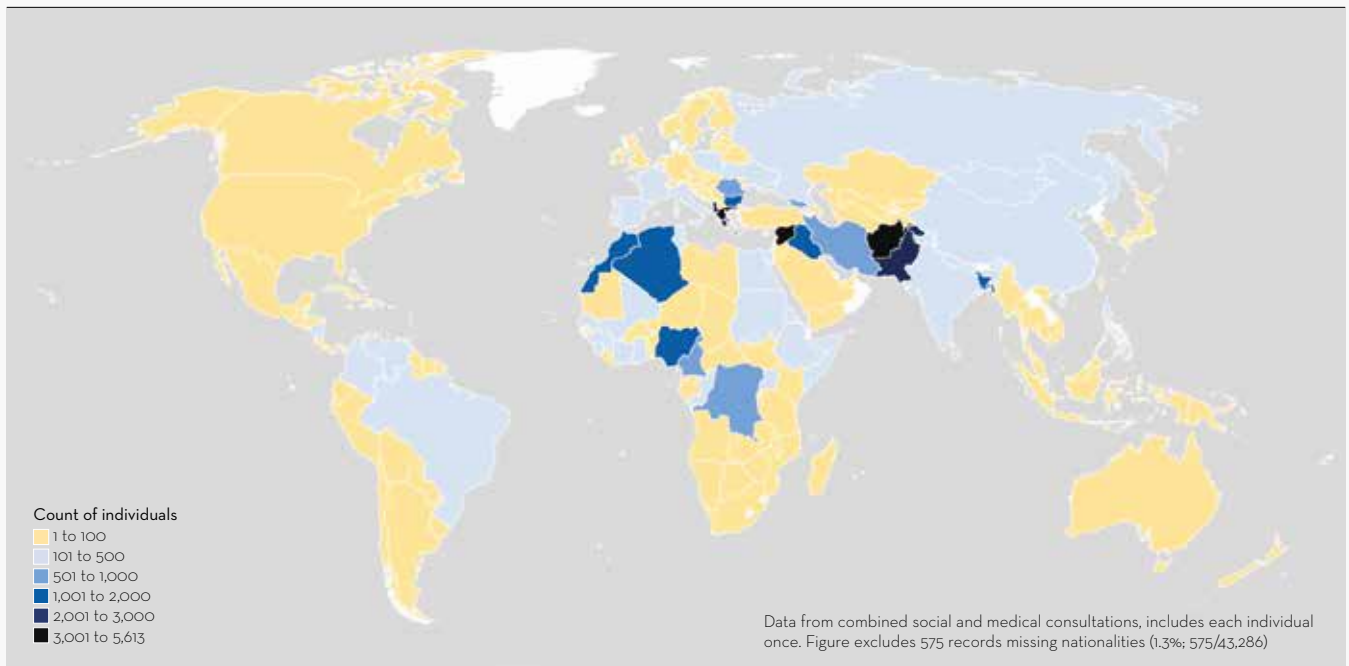 Count of individuals
1 to 100
101 to 500
501 to 1,000
1,001 to 2,000
2,001 to 3,000
3,001 to 5,613
Data from combined social and medical consultations, includes each individual
once. Figure excludes 575 records missing nationalities (1.3%; 575/43,286)